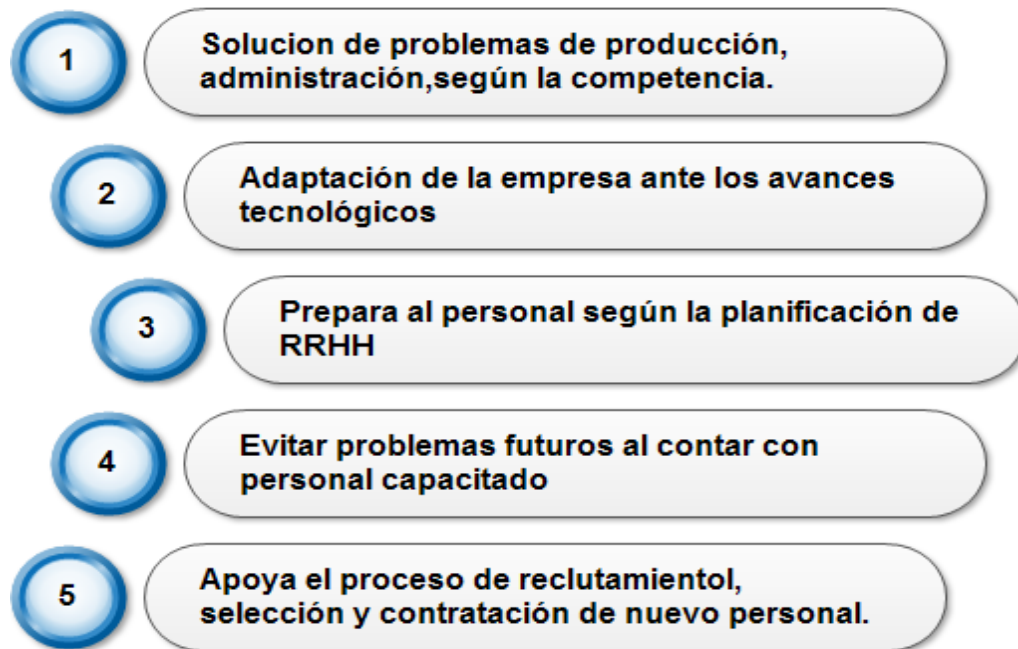 1
Solucion de problemas de producción,
administración,según la competencia.
2
Adaptación de la empresa ante los avances
tecnológicos
3
Prepara al personal según la planificación de
RRHH
4
Evitar problemas futuros al contar con
personal capacitado
5
Apoya el proceso de reclutamientol,
selección y contratación de nuevo personal.